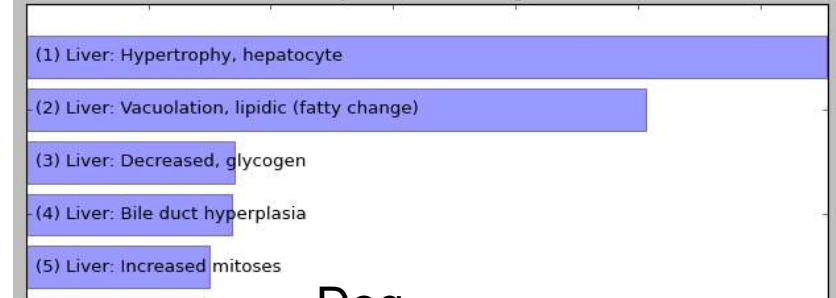 (1) Liver: Hypertrophy, hepatocyte
(2) Liver: Vacuolation, lipidic (fatty change)
(3) Liver: Decreased, glycogen
(4) Liver: Bile duct hyperplasia
(5) Liver: Increased mitoses